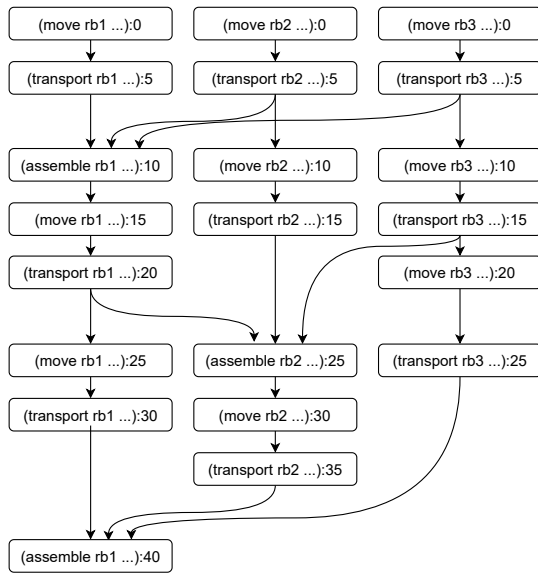 (move rb1 ...):0
(move rb2 ...):0
(move rb3 ...):0
(transport rb1 ...):5
(transport rb2 ...):5
(transport rb3 ...):5
(assemble rb1 ...):10
(move rb2 ...):10
(move rb3 ...):10
(move rb1 ...):15
(transport rb2 ...):15
(transport rb3 ...):15
(transport rb1 ...):20
(move rb3 ...):20
(move rb1 ...):25
(assemble rb2 ...):25
(transport rb3 ...):25
(transport rb1 ...):30
(move rb2 ...):30
(transport rb2 ...):35
(assemble rb1 ...):40